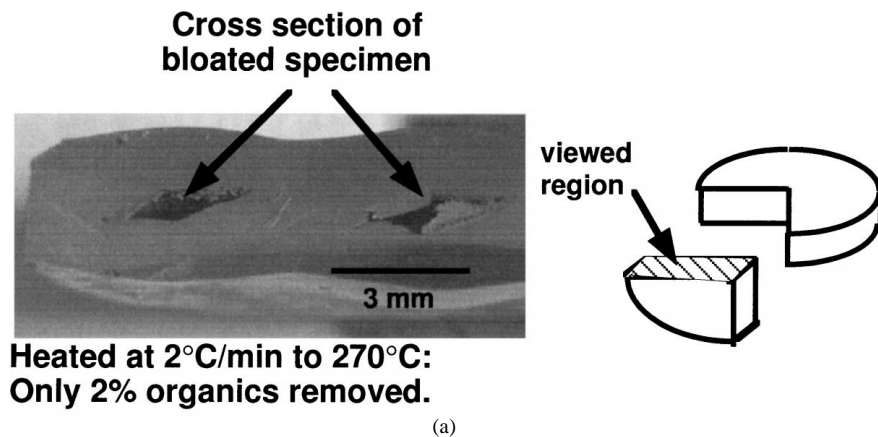 Cross section of
bloated specimen
viewed
region
3 mm
Heated at 2°C/min to 270°C:
Only 2% organics removed.
(a)